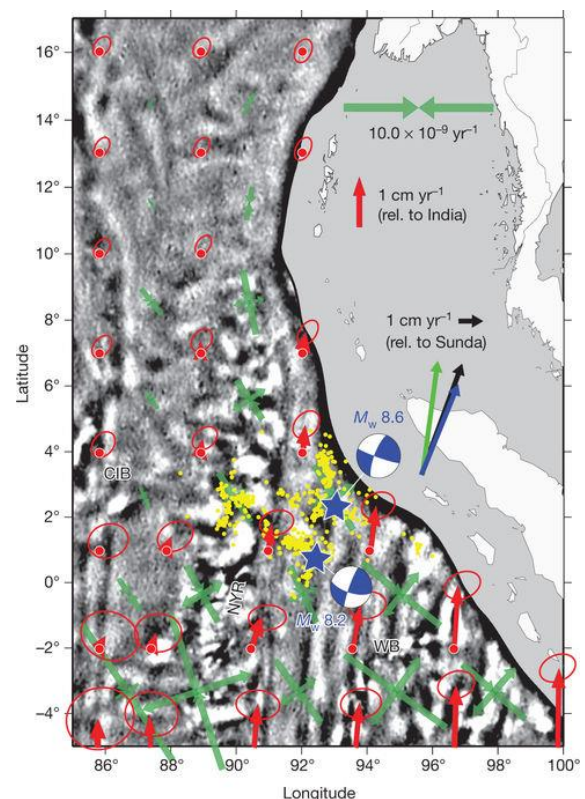 16°
14°
12°
10°
8°
6°
4°
2°
0°
−2°
−4°
Latitude
10.0 × 10⁻⁹ yr⁻¹
1 cm yr⁻¹
(rel. to India)
1 cm yr⁻¹
(rel. to Sunda)
Mw 8.6
CIB
NYR
Mw 8.2
WB
86° 88° 90° 92° 94° 96° 98° 100°
Longitude